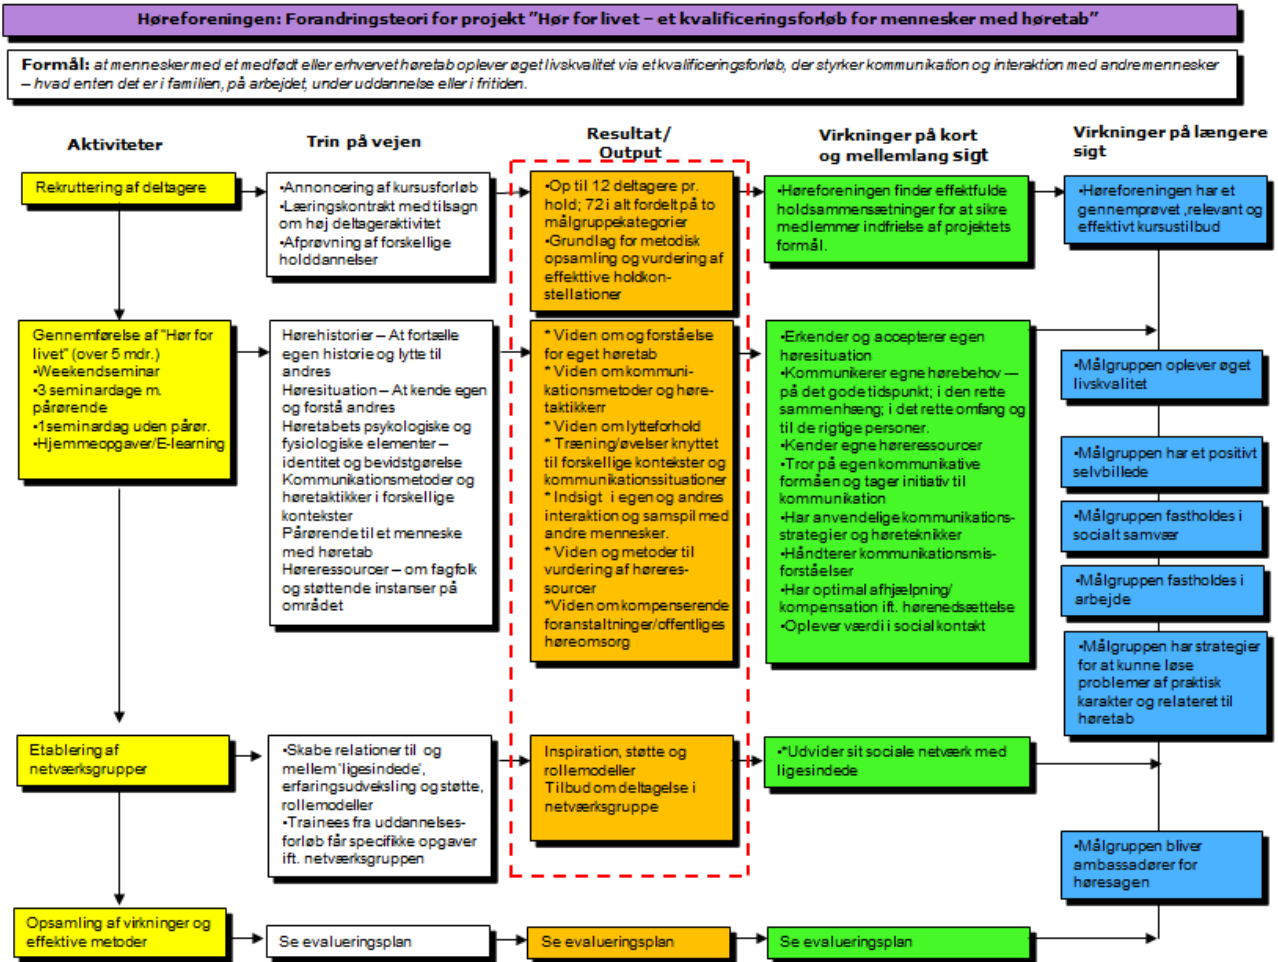 Høreforeningen: Forandringsteori for projekt "Hør for livet – et kvalificeringsforløb for mennesker med høretab"
Formål: at mennesker med et medfødt eller erhvervet høretab oplever øget livskvalitet via et kvalificeringsforløb, der styrker kommunikation og interaktion med andre mennesker
– hvad enten det er i familien, på arbejdet, under uddannelse eller i fritiden.
Aktiviteter
Trin på vejen
Resultat/
Output
Virkninger på kort
og mellemlang sigt
Virkninger på længere
sigt
Rekruttering af deltagere
•Annoncering af kursusforløb
•Læringskontrakt med tilsagn
om høj deltageraktivitet
•Afprøvning af forskellige
holddannelser
•Op til 12 deltagere pr.
hold; 72 i alt fordelt på to
målgruppekategorier
•Grundlag for metodisk
opsamling og vurdering af
effekttive holdkon-
stellationer
•Høreforeningen finder effektfulde
holdsammensætninger for at sikre
medlemmer indfrielse af projektets
formål.
•Høreforeningen har et
gennemprøvet ,relevant og
effektivt kursustilbud
Gennemførelse af "Hør for
livet" (over 5 mdr.)
•Weekendseminar
•3 seminardage m.
pårørende
•1seminardag uden pårør.
•Hjemmeopgaver/E-learning
Hørehistorier – At fortælle
egen historie og lytte til
andres
Høresituation – At kende egen
og forstå andres
Høretabets psykologiske og
fysiologiske elementer –
identitet og bevidstgørelse
Kommunikationsmetoder og
høretaktikker i forskellige
kontekster
Pårørende til et menneske
med høretab
Høreressourcer – om fagfolk
og støttende instanser på
området
* Viden om og forståelse
for eget høretab
* Viden om kommuni-
kationsmetoder og høre-
taktikkerr
* Viden om lytteforhold
* Træning/øvelser knyttet
til forskellige kontekster og
kommunikationssituationer
* Indsigt i egen og andres
interaktion og samspil med
andre mennesker.
* Viden og metoder til
vurdering af høreres-
sourcer
*Viden om kompenserende
foranstaltninger/offentliges
høreomsorg
•Erkender og accepterer egen
høresituation
•Kommunikerer egne hørebehov —
på det gode tidspunkt; i den rette
sammenhæng; i det rette omfang og
til de rigtige personer.
•Kender egne høreressourcer
•Tror på egen kommunikative
formåen og tager initiativ til
kommunikation
•Har anvendelige kommunikations-
strategier og høreteknikker
•Håndterer kommunikationsmis-
forståelser
•Har optimal afhjælpning/
kompensation ift. hørenedsættelse
•Oplever værdi i social kontakt
•Målgruppen oplever øget
livskvalitet
•Målgruppen har et positivt
selvbillede
•Målgruppen fastholdes i
socialt samvær
•Målgruppen fastholdes i
arbejde
•Målgruppen har strategier
for at kunne løse
problemer af praktisk
karakter og relateret til
høretab
Etablering af
netværksgrupper
•Skabe relationer til og
mellem 'ligesindede',
erfaringsudveksling og støtte,
rollemodeller
•Trainees fra uddannelses-
forløb får specifikke opgaver
ift. netværksgruppen
Inspiration, støtte og
rollemodeller
Tilbud om deltagelse i
netværksgruppe
•*Udvider sit sociale netværk med
ligesindede
•Målgruppen bliver
ambassadører for
høresagen
Opsamling af virkninger og
effektive metoder
Se evalueringsplan
Se evalueringsplan
Se evalueringsplan